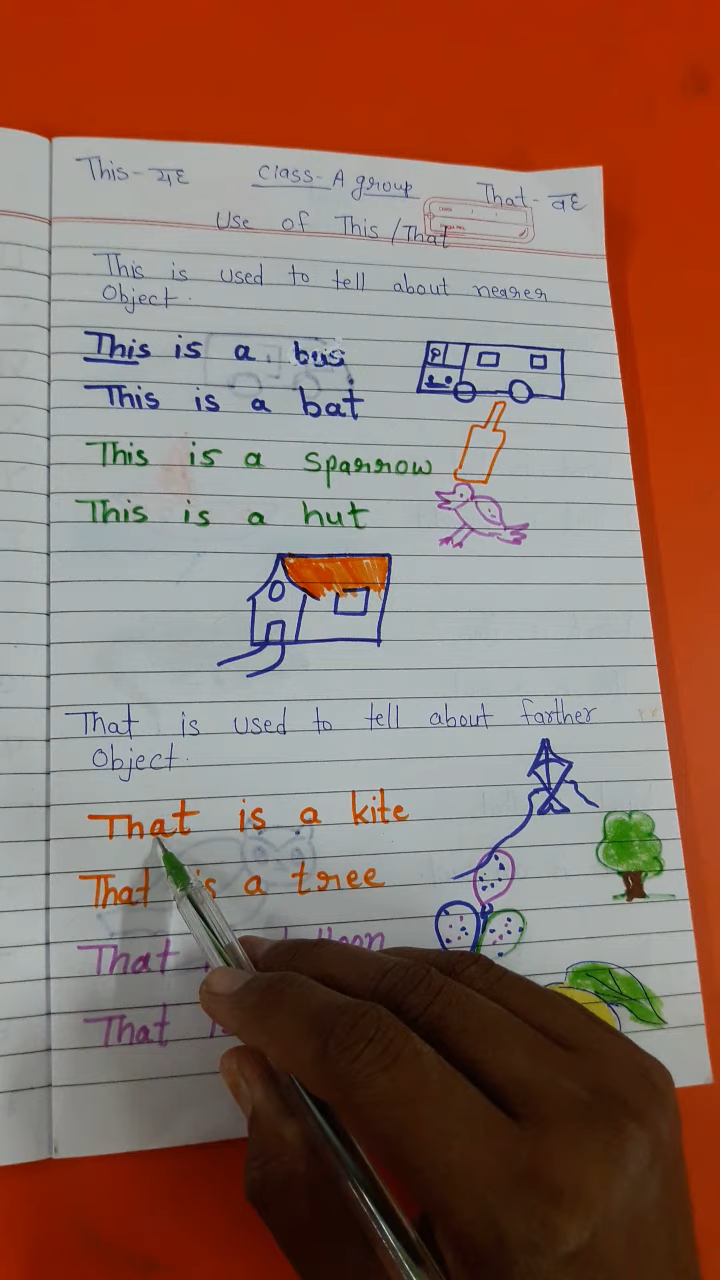 This - यह Class - A group That - वह
Use of This / That
This is used to tell about nearer
Object.
This is a bus
This is a bat
This is a sparrow
This is a hut
That is used to tell about farther
Object.
That is a kite
That is a tree
That
That